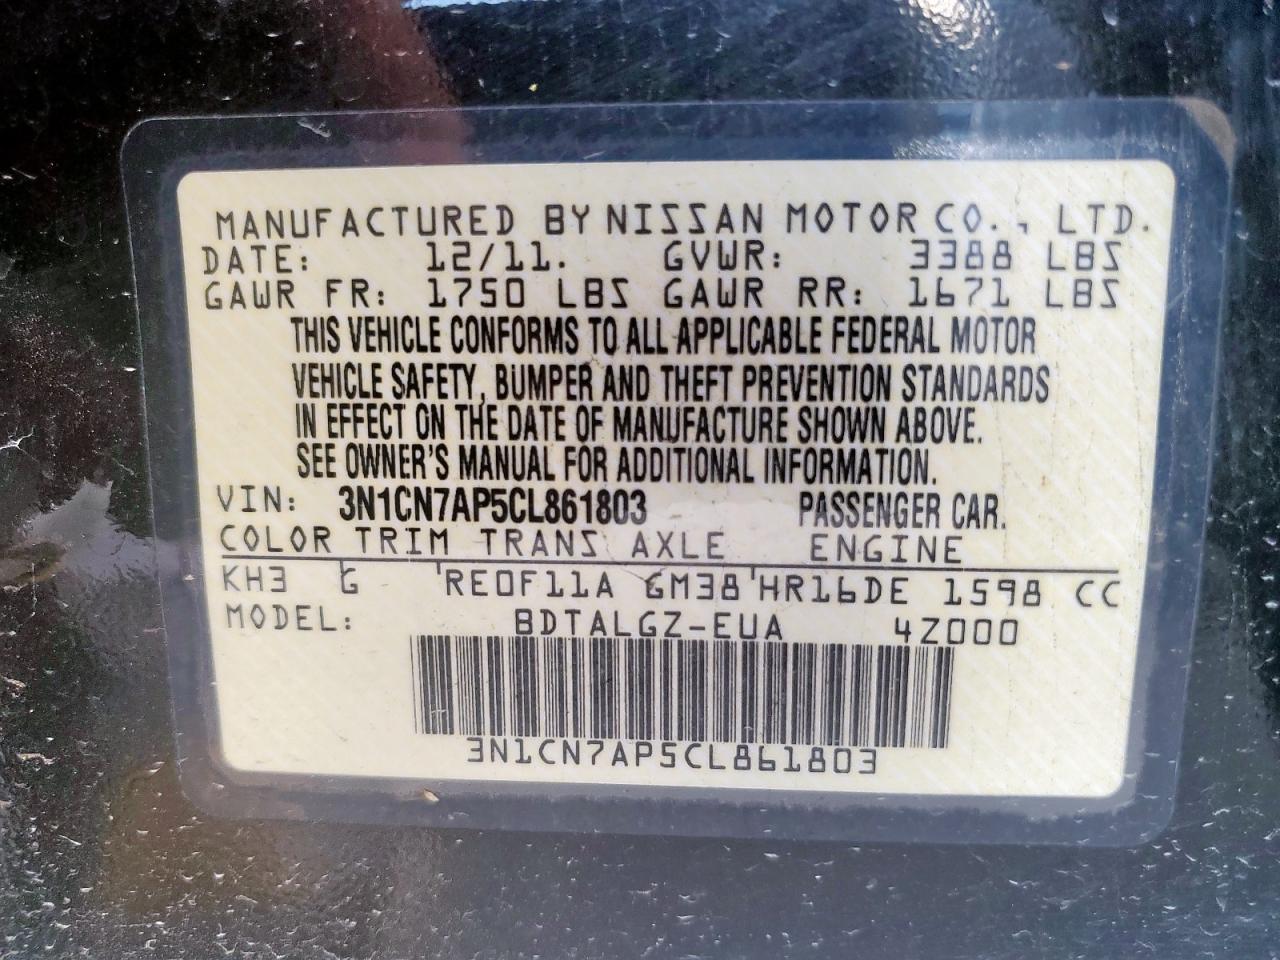 MANUFACTURED BY NISSAN MOTOR CO., LTD.
DATE: 12/11. GVWR: 3388 LBS
GAWR FR: 1750 LBS GAWR RR: 1671 LBS
THIS VEHICLE CONFORMS TO ALL APPLICABLE FEDERAL MOTOR
VEHICLE SAFETY, BUMPER AND THEFT PREVENTION STANDARDS
IN EFFECT ON THE DATE OF MANUFACTURE SHOWN ABOVE.
SEE OWNER'S MANUAL FOR ADDITIONAL INFORMATION.
VIN: 3N1CN7AP5CL861803 PASSENGER CAR.
COLOR TRIM TRANS AXLE ENGINE
KH3 G RE0F11A GM38 HR16DE 1598 CC
MODEL: BDTALGZ-EUA 4Z000
3N1CN7AP5CL861803